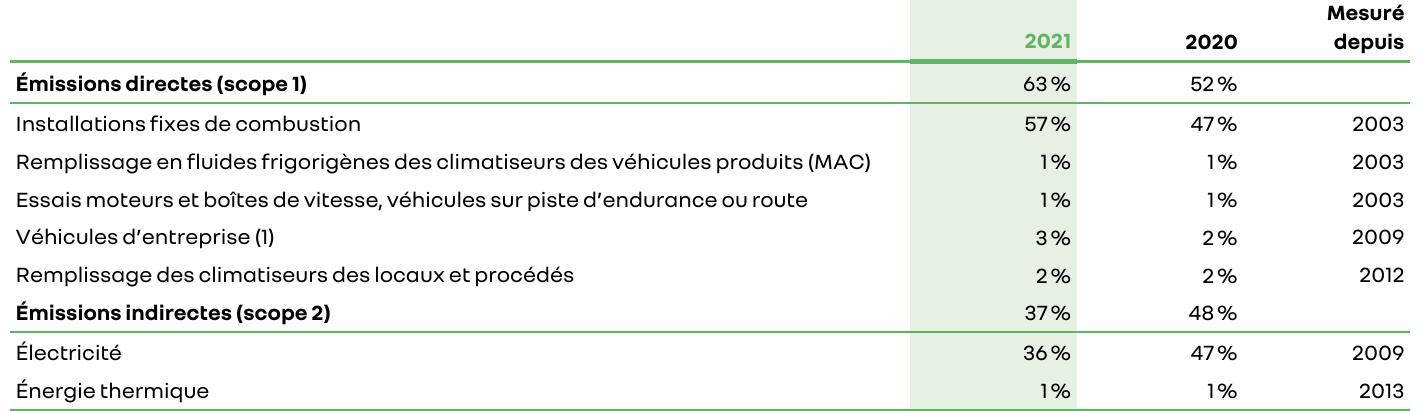 Mesuré
2021 2020 depuis
Émissions directes (scope 1) 63 % 52 %
Installations fixes de combustion 57 % 47 % 2003
Remplissage en fluides frigorigènes des climatiseurs des véhicules produits (MAC) 1 % 1 % 2003
Essais moteurs et boîtes de vitesse, véhicules sur piste d’endurance ou route 1 % 1 % 2003
Véhicules d’entreprise (1) 3 % 2 % 2009
Remplissage des climatiseurs des locaux et procédés 2 % 2 % 2012
Émissions indirectes (scope 2) 37 % 48 %
Électricité 36 % 47 % 2009
Énergie thermique 1 % 1 % 2013